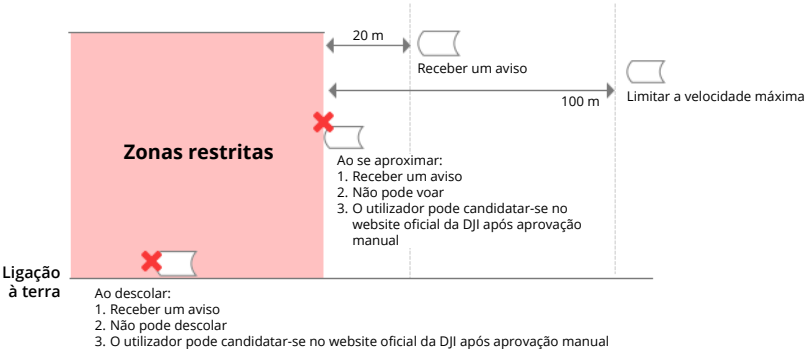 20 m
Receber um aviso
100 m
Limitar a velocidade máxima
Zonas restritas
Ao se aproximar:
1. Receber um aviso
2. Não pode voar
3. O utilizador pode candidatar-se no
website oficial da DJI após aprovação
manual
Ligação
à terra
Ao descolar:
1. Receber um aviso
2. Não pode descolar
3. O utilizador pode candidatar-se no website oficial da DJI após aprovação manual